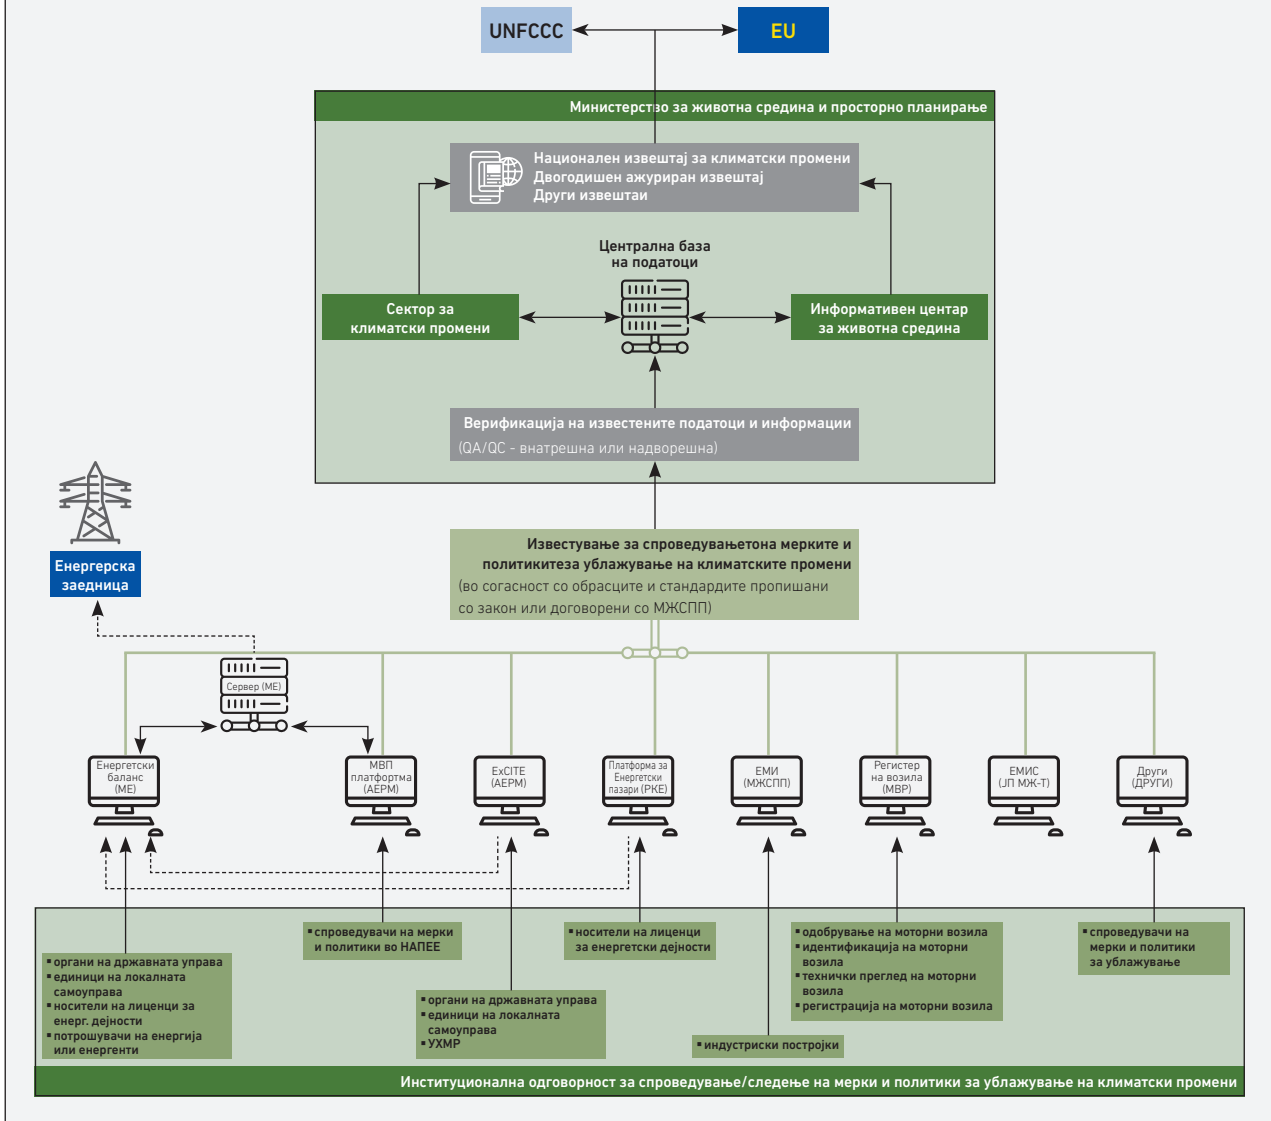 UNFCCC
EU
Министерство за животна средина и просторно планирање
Национален извештај за климатски промени
Двогодишен ажуриран извештај
Други извештаи
Централна база
на податоци
Сектор за
климатски промени
Информативен центар
за животна средина
Верификација на известените податоци и информации
(QA/QC - внатрешна или надворешна)
Енергерска
заедница
Известување за спроведувањетона мерките и
политикитеза ублажување на климатските промени
(во согасност со обрасците и стандардите пропишани
со закон или договорени со МЖСПП)
Сервер (МЕ)
Енергетски
баланс
(МЕ)
МВП
платфортма
(АЕРМ)
ExCITE
(АЕРМ)
Платформа за
Енергетски
пазари (РКЕ)
ЕМИ
(МЖСПП)
Регистер
на возила
(МВР)
ЕМИС
(ЈП МЖ-Т)
Други
(ДРУГИ)
▪ органи на државната управа
▪ единици на локалната
самоуправа
▪ носители на лиценци за
енерг. дејности
▪ потрошувачи на енергија
или енергенти
▪ спроведувачи на мерки
и политики во НАПЕЕ
▪ органи на државната управа
▪ единици на локалната
самоуправа
▪ УХМР
▪ носители на лиценци
за енергетски дејности
▪ индустриски постројки
▪ одобрување на моторни возила
▪ идентификација на моторни
возила
▪ технички преглед на моторни
возила
▪ регистрација на моторни возила
▪ спроведувачи на
мерки и политики
за ублажување
Институционална одговорност за спроведување/следење на мерки и политики за ублажување на климатски промени